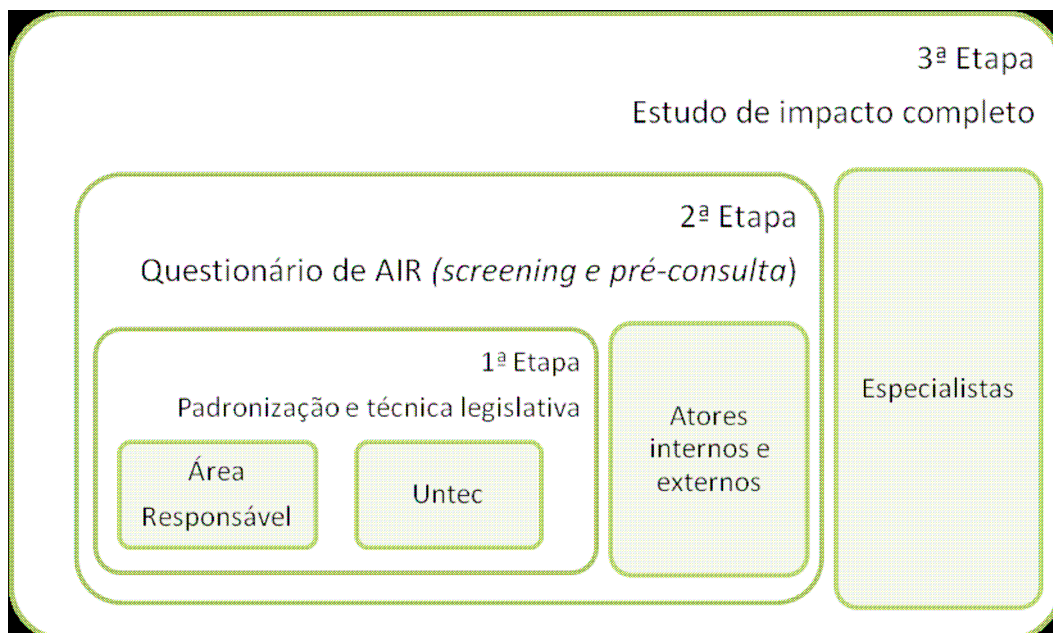 3ª Etapa
Estudo de impacto completo
2ª Etapa
Questionário de AIR (screening e pré-consulta)
1ª Etapa
Padronização e técnica legislativa
Área
Responsável
Untec
Atores
internos e
externos
Especialistas